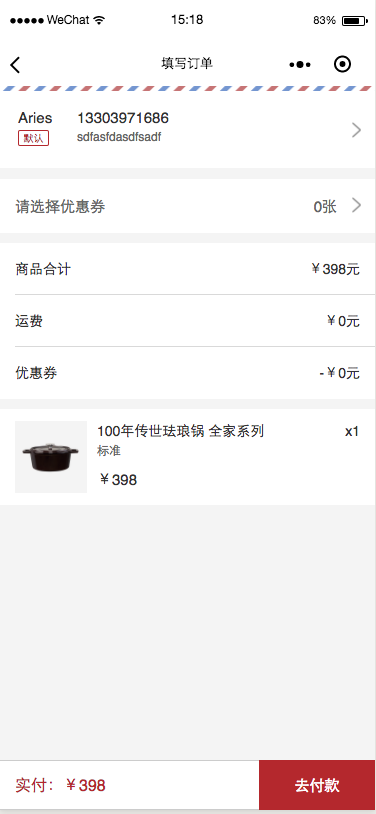 WeChat 15:18 83%
填写订单
Aries 13303971686
默认 sdfasfdasdfsadf
请选择优惠券 0张
商品合计 ￥398元
运费 ￥0元
优惠券 -￥0元
100年传世珐琅锅 全家系列 x1
标准
￥398
实付：￥398 去付款